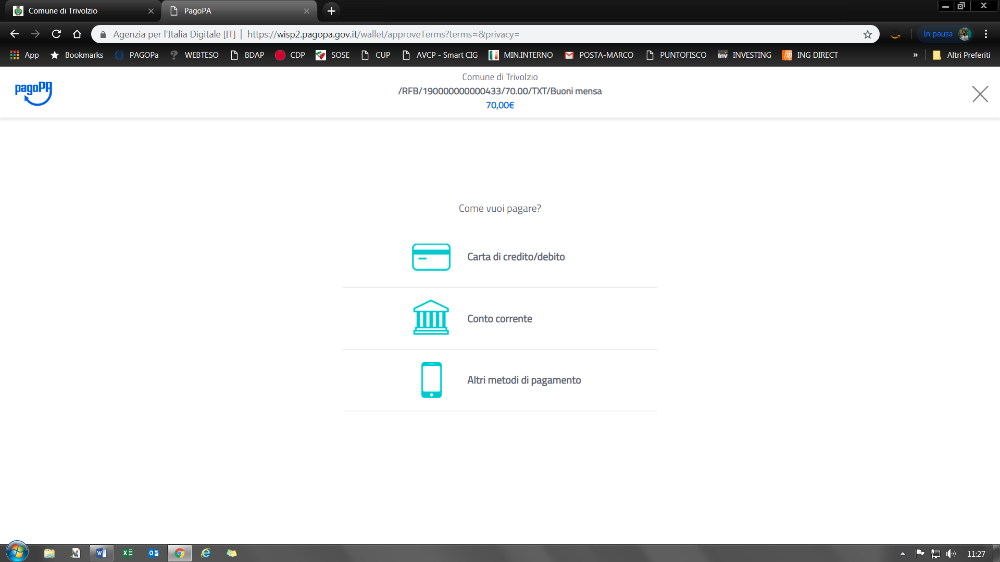 Comune di Trivolzio
PagoPA
Agenzia per l'Italia Digitale [IT] | https://wisp2.pagopa.gov.it/wallet/approveTerms?terms=&privacy=
In pausa
App
Bookmarks
PAGOPa
WEBTESO
BDAP
CDP
SOSE
CUP
AVCP - Smart CIG
MIN.INTERNO
POSTA-MARCO
PUNTOFISCO
INVESTING
ING DIRECT
»
Altri Preferiti
pagoPA
Comune di Trivolzio
/RFB/190000000000433/70.00/TXT/Buoni mensa
70,00€
Come vuoi pagare?
Carta di credito/debito
Conto corrente
Altri metodi di pagamento
11:27